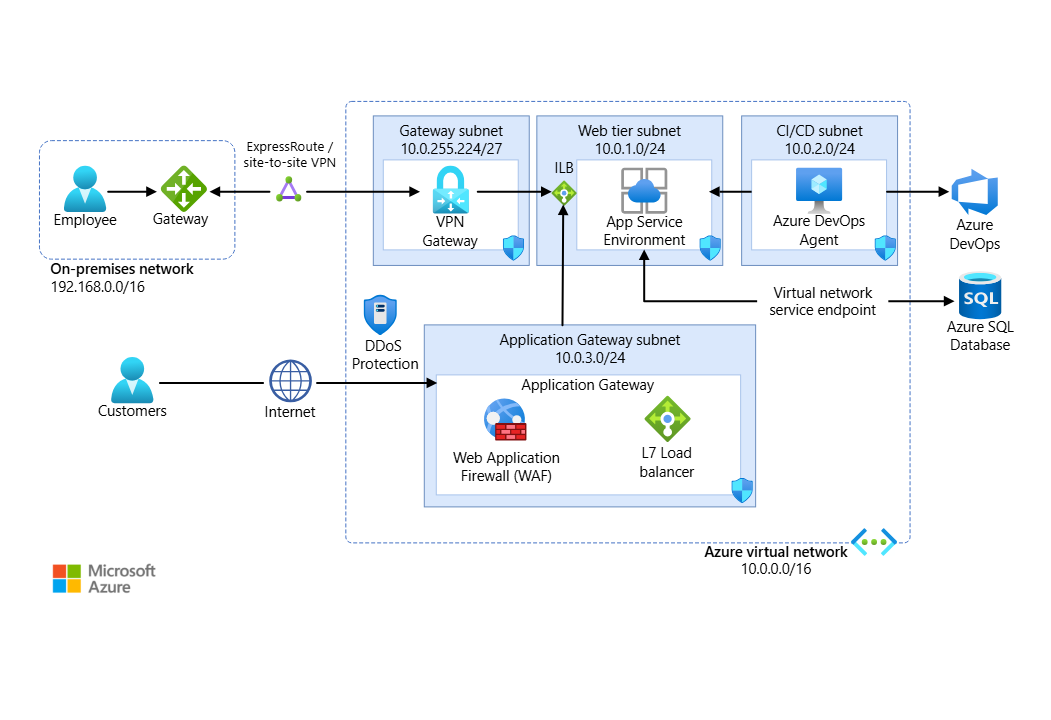 ExpressRoute /
site-to-site VPN
Employee
Gateway
On-premises network
192.168.0.0/16
Gateway subnet
10.0.255.224/27
VPN
Gateway
Web tier subnet
10.0.1.0/24
ILB
App Service
Environment
CI/CD subnet
10.0.2.0/24
Azure DevOps
Agent
Azure
DevOps
Virtual network
service endpoint
SQL
Azure SQL
Database
DDoS
Protection
Customers
Internet
Application Gateway subnet
10.0.3.0/24
Application Gateway
Web Application
Firewall (WAF)
L7 Load
balancer
Azure virtual network
10.0.0.0/16
Microsoft
Azure